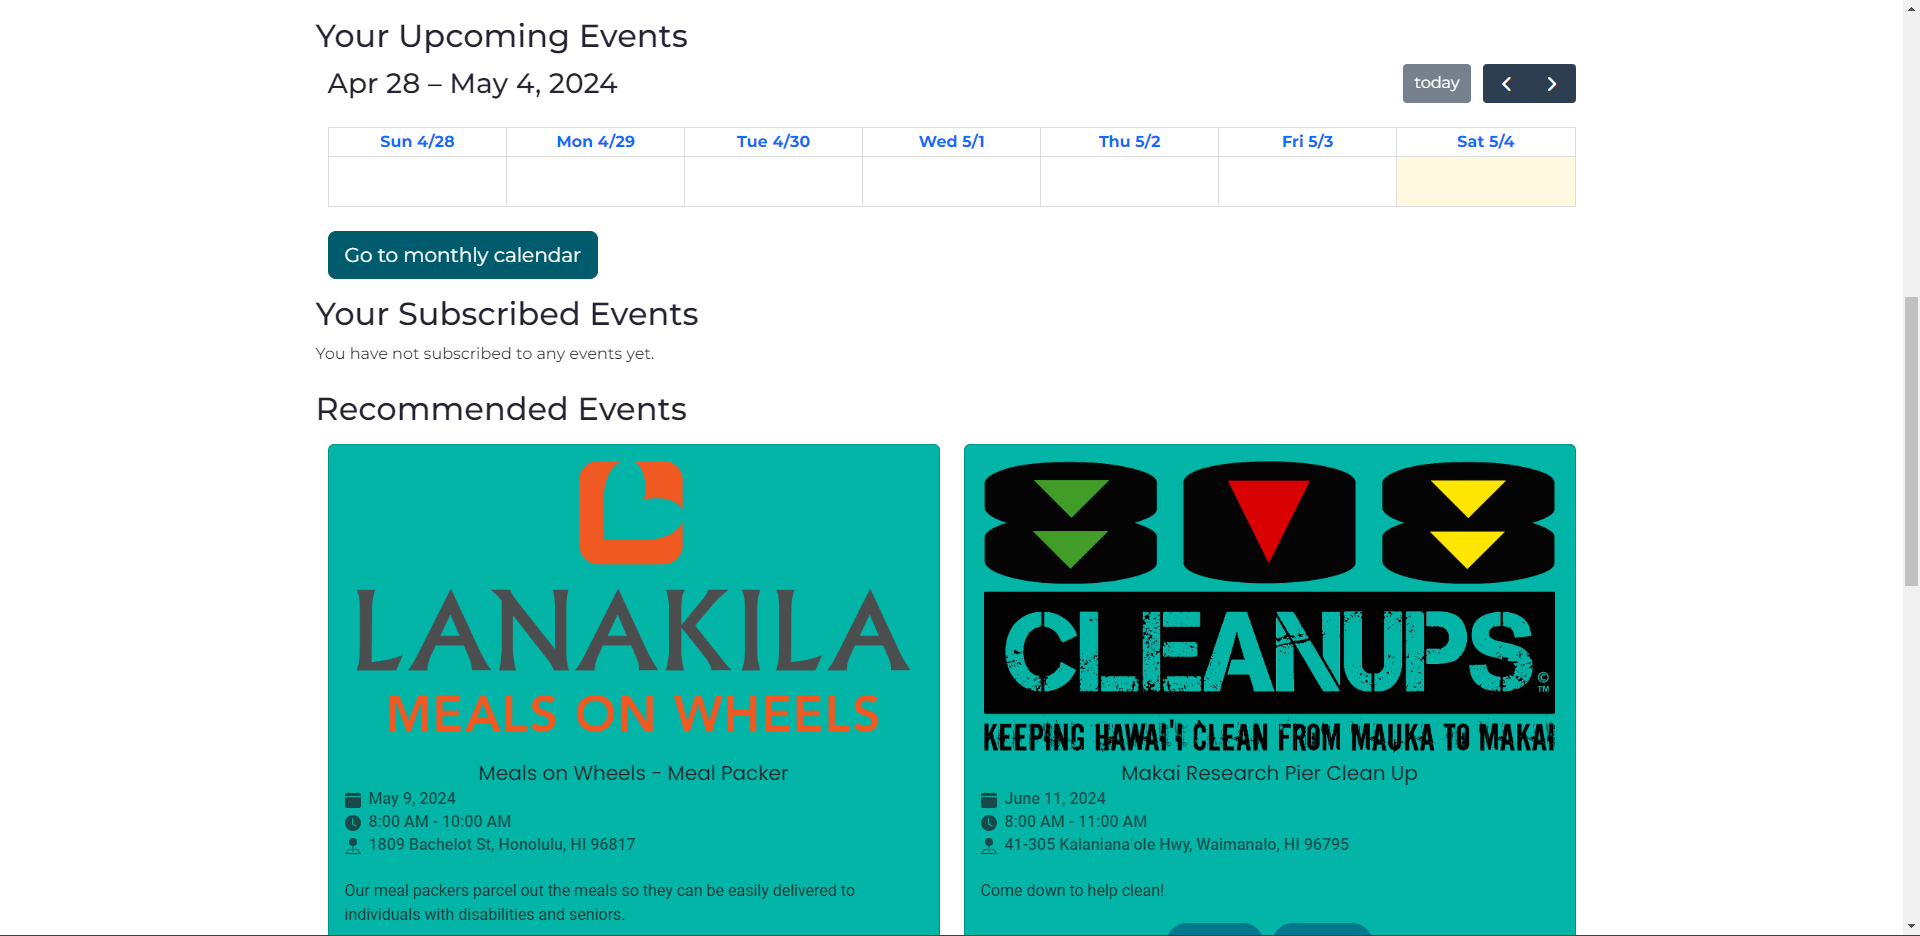 Your Upcoming Events
Apr 28 – May 4, 2024
today
Sun 4/28
Mon 4/29
Tue 4/30
Wed 5/1
Thu 5/2
Fri 5/3
Sat 5/4
Go to monthly calendar
Your Subscribed Events
You have not subscribed to any events yet.
Recommended Events
LANAKILA
MEALS ON WHEELS
Meals on Wheels - Meal Packer
May 9, 2024
8:00 AM - 10:00 AM
1809 Bachelot St, Honolulu, HI 96817
Our meal packers parcel out the meals so they can be easily delivered to
individuals with disabilities and seniors.
CLEANUPS ©
TM
KEEPING HAWAI'I CLEAN FROM MAUKA TO MAKAI
Makai Research Pier Clean Up
June 11, 2024
8:00 AM - 11:00 AM
41-305 Kalanianaʻole Hwy, Waimanalo, HI 96795
Come down to help clean!